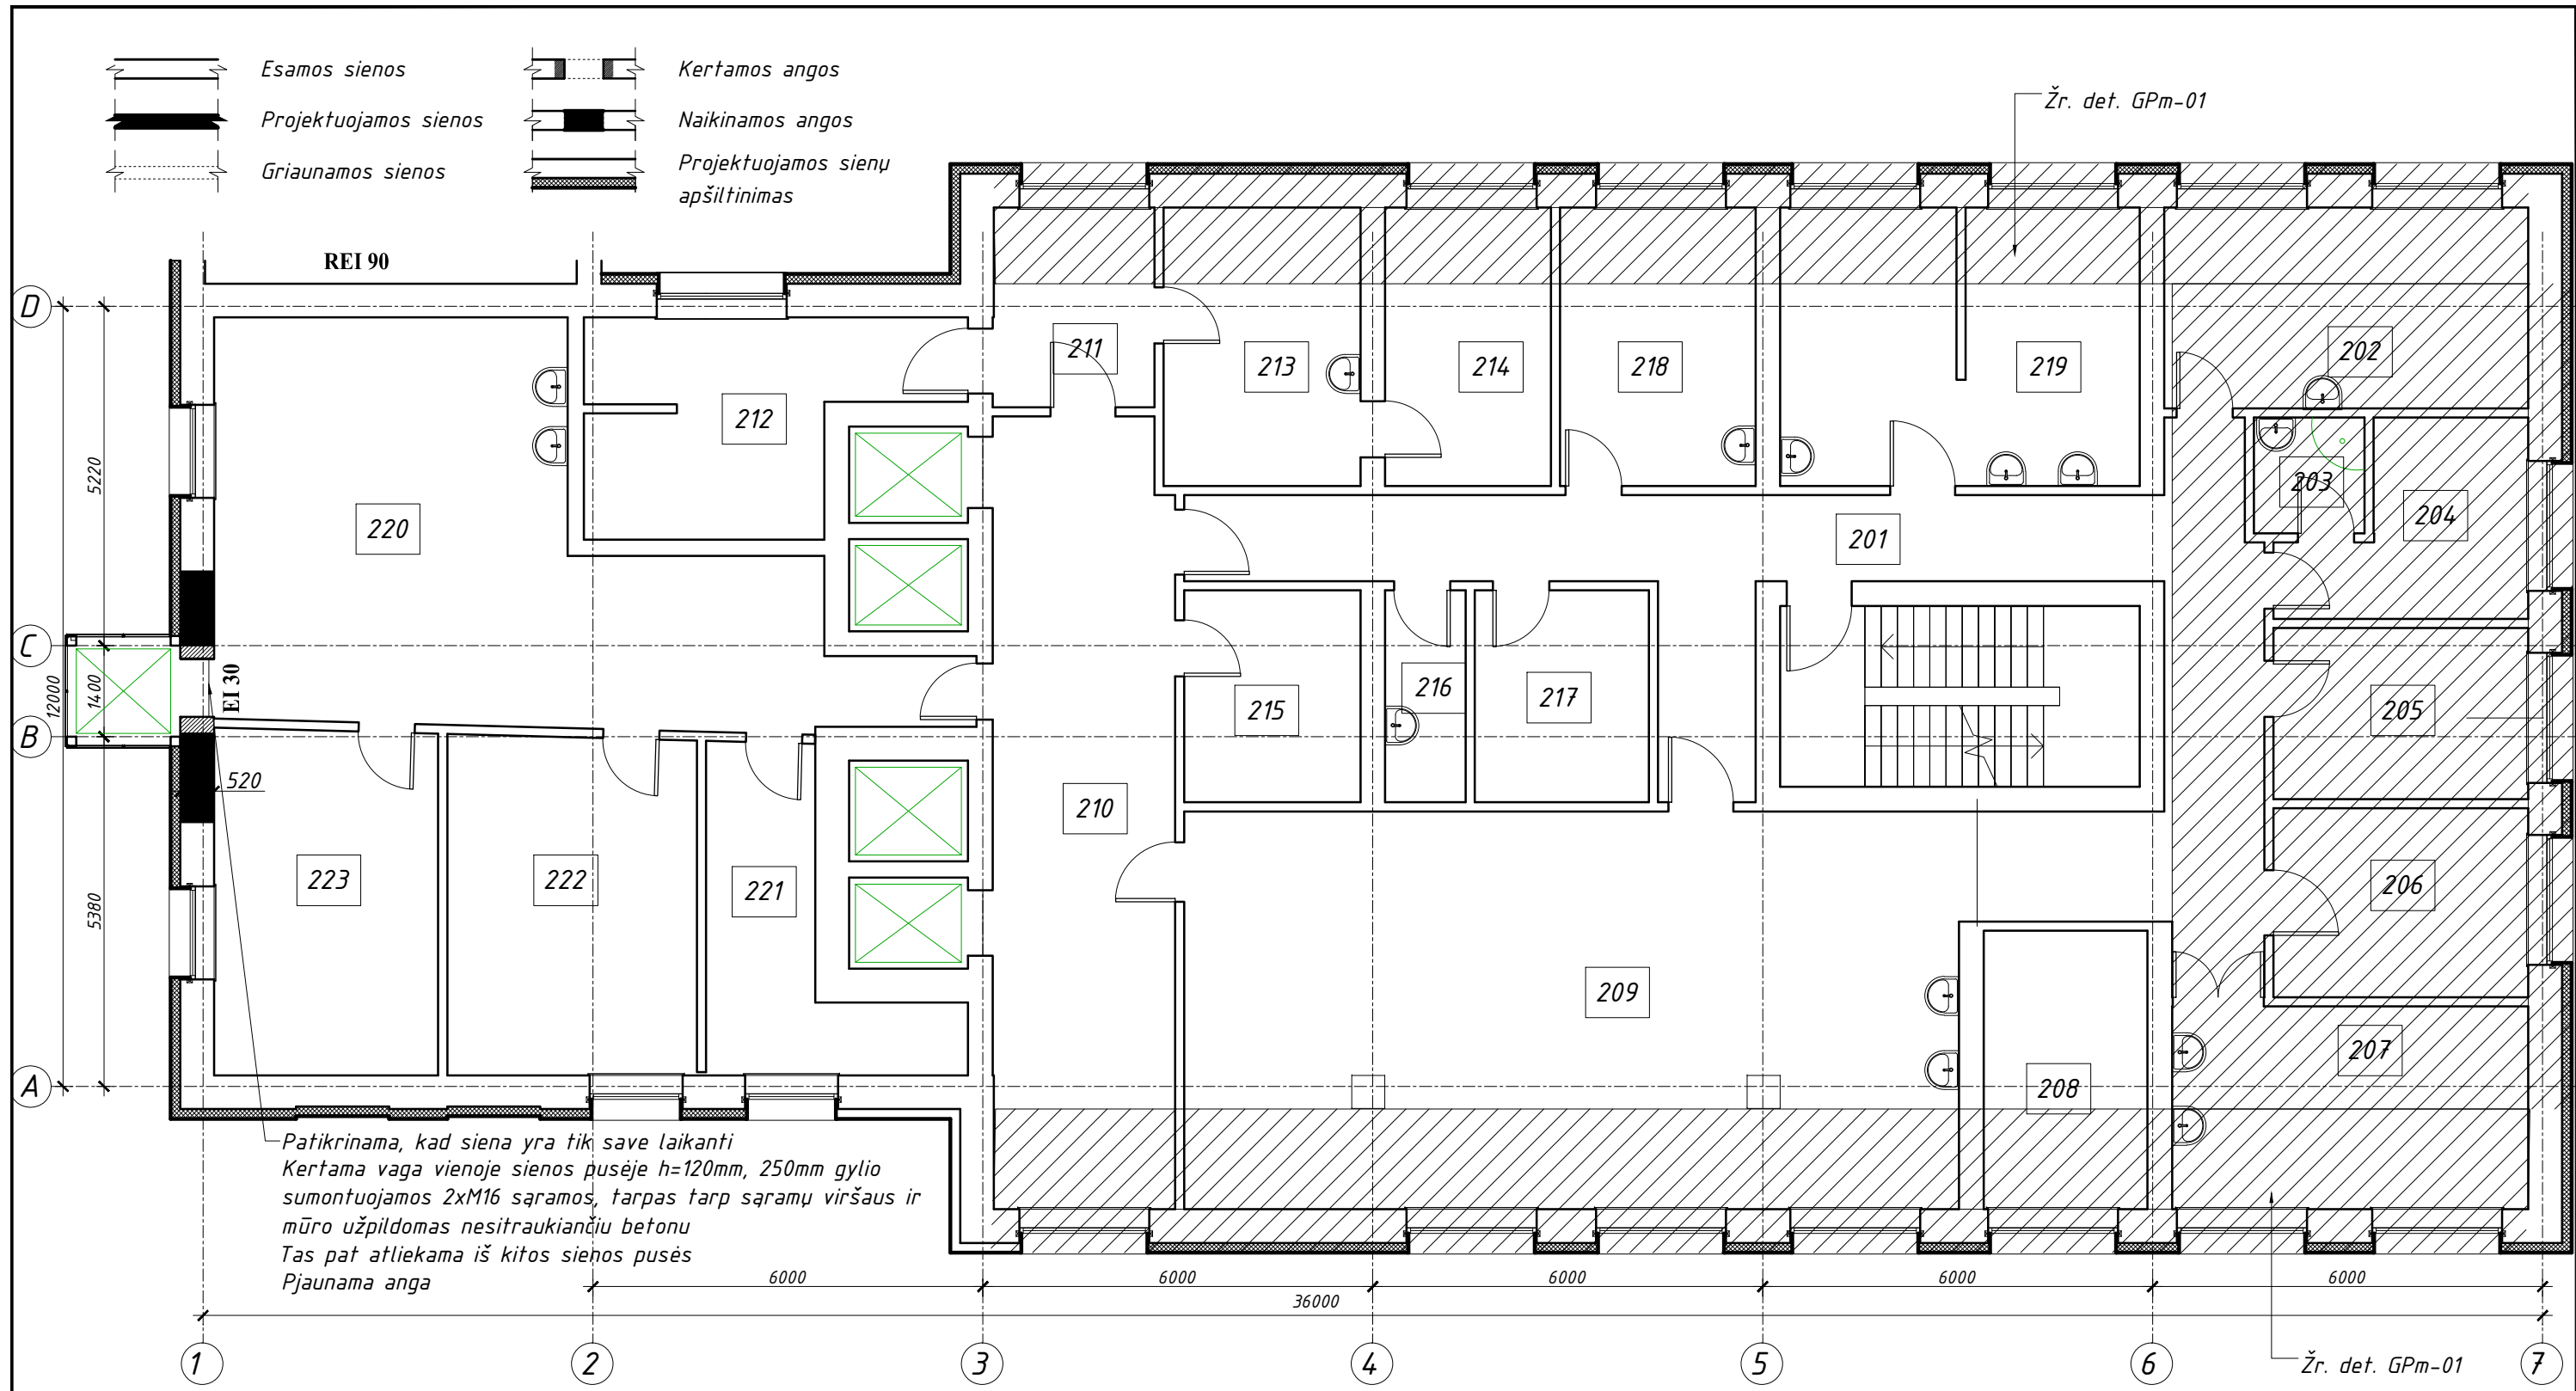 Esamos sienos
Projektuojamos sienos
Griaunamos sienos
Kertamos angos
Naikinamos angos
Projektuojamos sienų
apšiltinimas
Žr. det. GPm-01
REI 90
D
C
B
A
5220
12000
1400
5380
EI 30
520
220
212
211
213
214
218
219
202
203
204
201
205
206
207
215
216
217
210
209
208
223
222
221
Patikrinama, kad siena yra tik save laikanti
Kertama vaga vienoje sienos pusėje h=120mm, 250mm gylio
sumontuojamos 2xM16 sąramos, tarpas tarp sąramų viršaus ir
mūro užpildomas nesitraukiančiu betonu
Tas pat atliekama iš kitos sienos pusės
Pjaunama anga
6000
6000
6000
6000
6000
36000
1
2
3
4
5
6
7
Žr. det. GPm-01